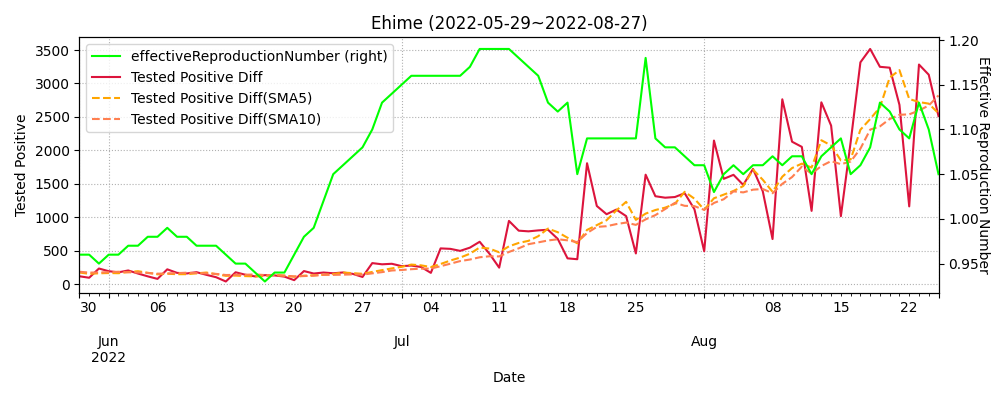 Ehime (2022-05-29~2022-08-27)
effectiveReproductionNumber (right)
Tested Positive Diff
Tested Positive Diff(SMA5)
Tested Positive Diff(SMA10)
Tested Positive
3500
3000
2500
2000
1500
1000
500
0
1.20
1.15
1.10
1.05
1.00
0.95
Effective Reproduction Number
30 06 13 20 27 04 11 18 25 08 15 22
Jun Jul Aug
2022
Date